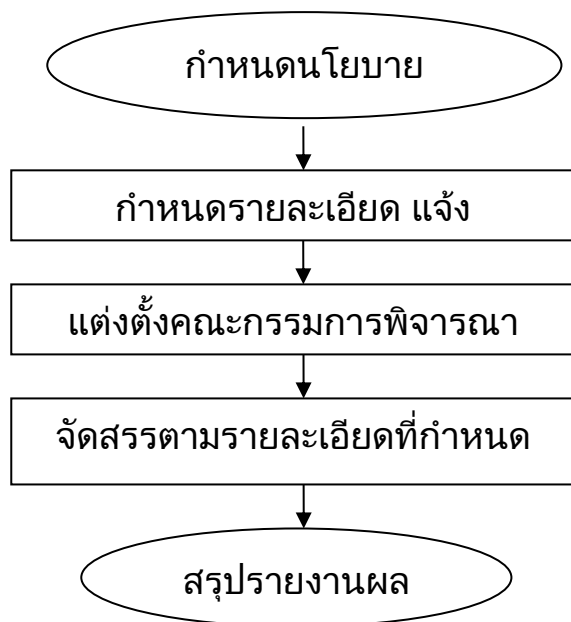 กำหนดนโยบาย
กำหนดรายละเอียด แจ้ง
แต่งตั้งคณะกรรมการพิจารณา
จัดสรรตามรายละเอียดที่กำหนด
สรุปรายงานผล